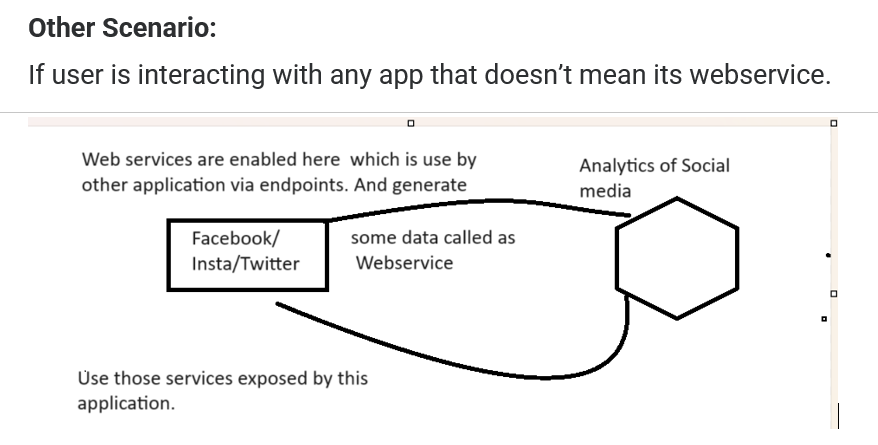 Other Scenario:
If user is interacting with any app that doesn’t mean its webservice.
Web services are enabled here  which is use by
other application via endpoints. And generate
Analytics of Social
media
Facebook/
Insta/Twitter
some data called as
Webservice
Use those services exposed by this
application.